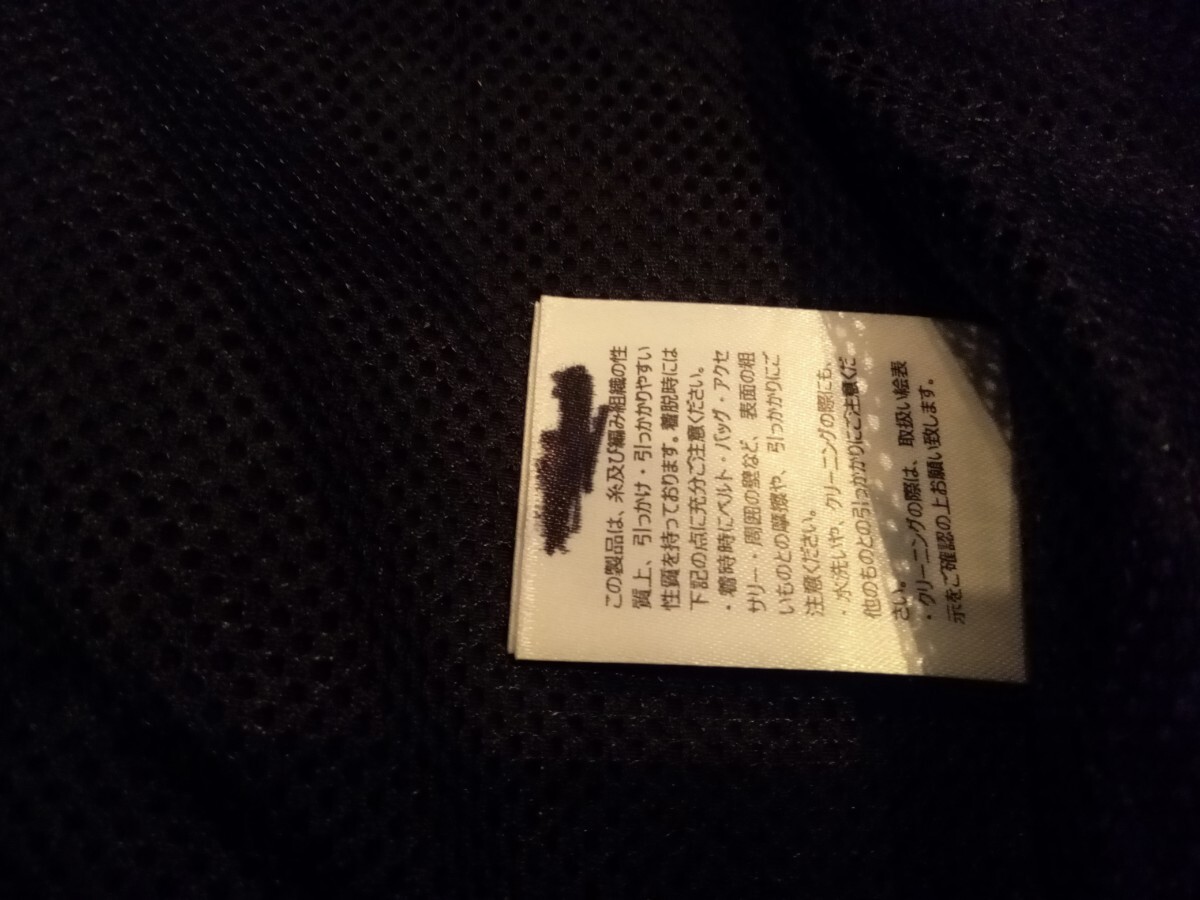 この製品は、糸及び編み組織の性
質上、引っかけ・引っかかりやすい
性質を持っております。着脱時には
下記の点に充分ご注意ください。
・着時時にベルト・バッグ・アクセ
サリー・周囲の壁など、表面の粗
いものとの摩擦や、引っかかりにご
注意ください。
・水洗いや、クリーニングの際にも、
他のものとの引っかかりにご注意くだ
さい。
・クリーニングの際は、取扱い絵表
示をご確認の上お願い致します。